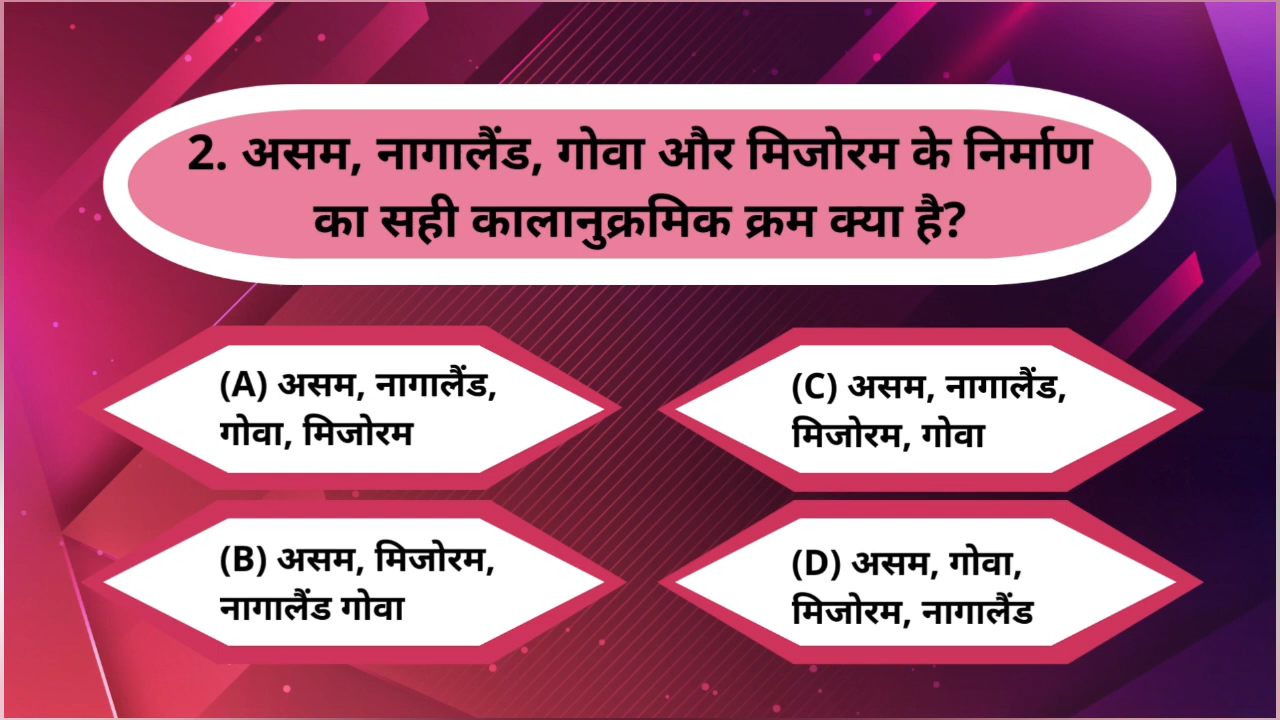 2. असम, नागालैंड, गोवा और मिजोरम के निर्माण
का सही कालानुक्रमिक क्रम क्या है?
(A) असम, नागालैंड,
गोवा, मिजोरम
(B) असम, मिजोरम,
नागालैंड गोवा
(C) असम, नागालैंड,
मिजोरम, गोवा
(D) असम, गोवा,
मिजोरम, नागालैंड